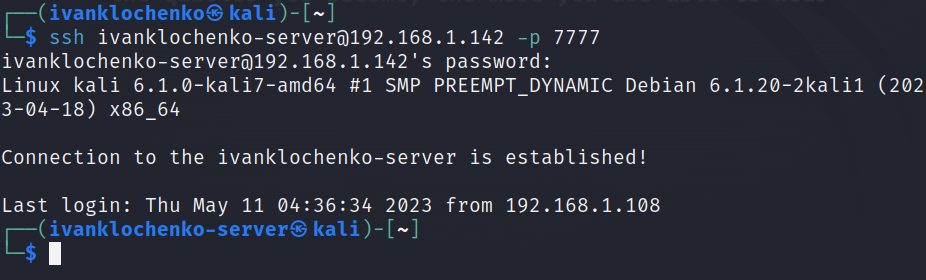 ┌──(ivanklochenko㉿kali)-[~]
└─$ ssh ivanklochenko-server@192.168.1.142 -p 7777
ivanklochenko-server@192.168.1.142's password:
Linux kali 6.1.0-kali7-amd64 #1 SMP PREEMPT_DYNAMIC Debian 6.1.20-2kali1 (202
3-04-18) x86_64
Connection to the ivanklochenko-server is established!
Last login: Thu May 11 04:36:34 2023 from 192.168.1.108
┌──(ivanklochenko-server㉿kali)-[~]
└─$